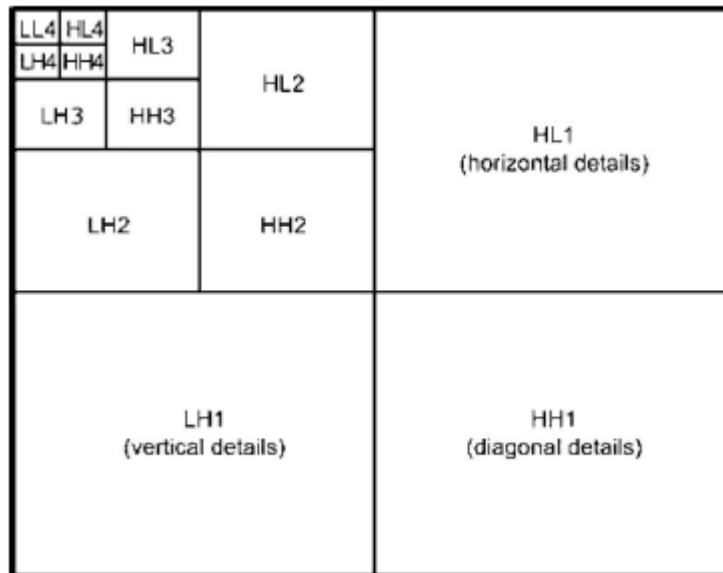 LL4 HL4
LH4 HH4
HL3
LH3
HH3
HL2
LH2
HH2
HL1
(horizontal details)
LH1
(vertical details)
HH1
(diagonal details)